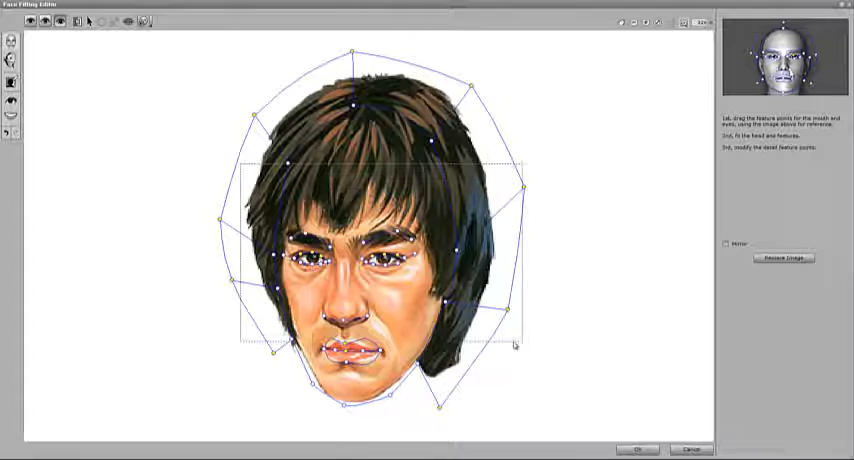 Face Fitting Editor
1st, drag the feature points for the mouth and
eyes, using the image above for reference.
2nd, fit the head and features.
3rd, modify the detail feature points.
Mirror
Replace Image
OK
Cancel